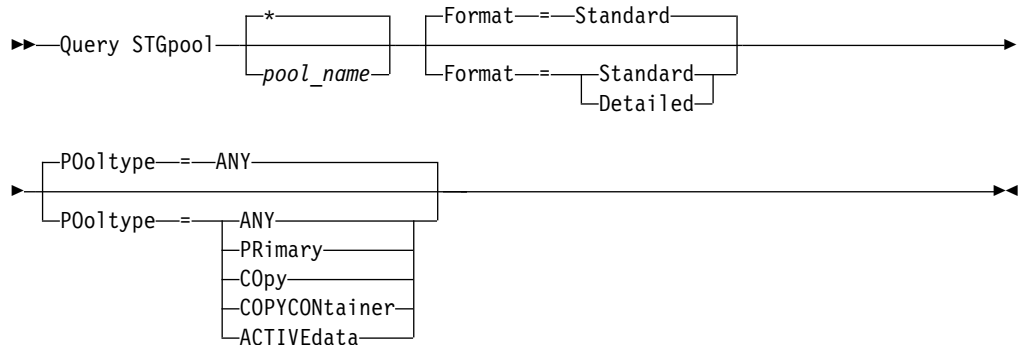 * Format = Standard
Query STGpool
pool_name Format = Standard
Detailed
POoltype = ANY
POoltype = ANY
PRimary
COpy
COPYCONtainer
ACTIVEdata